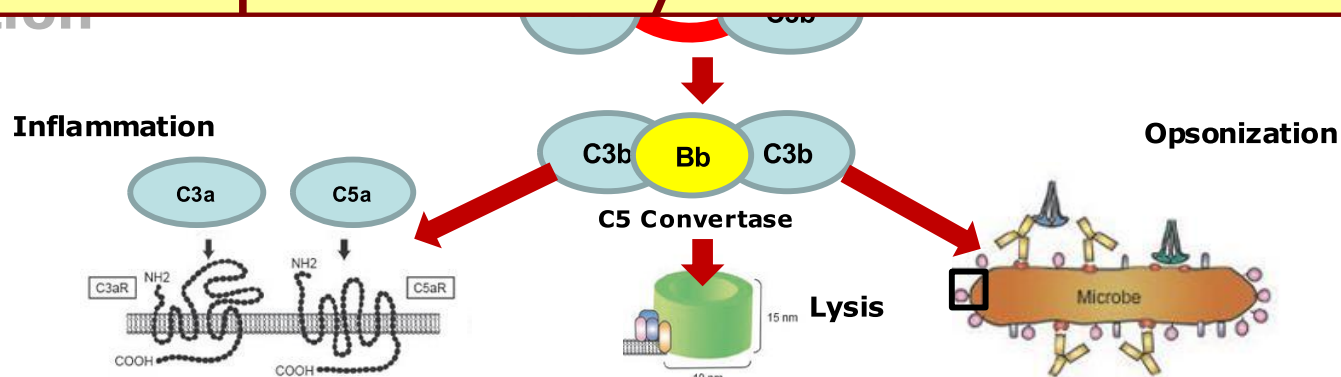 Inflammation
Opsonization
C3b
Bb
C3b
C3a
C5a
C5 Convertase
NH2
NH2
C3aR
C5aR
COOH
COOH
15 nm
Lysis
Microbe